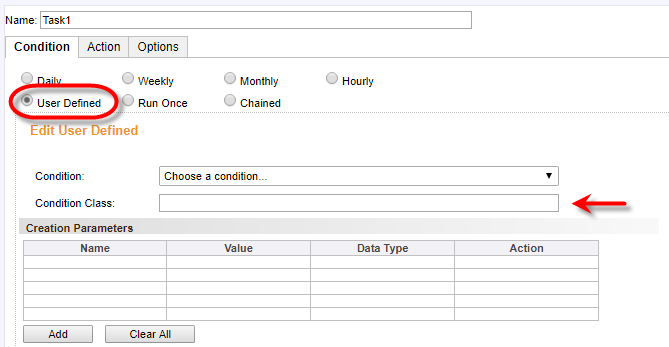 Name: Task1
Condition Action Options
Daily Weekly Monthly Hourly
User Defined Run Once Chained
Edit User Defined
Condition: Choose a condition...
Condition Class:
Creation Parameters
Name Value Data Type Action
Add Clear All